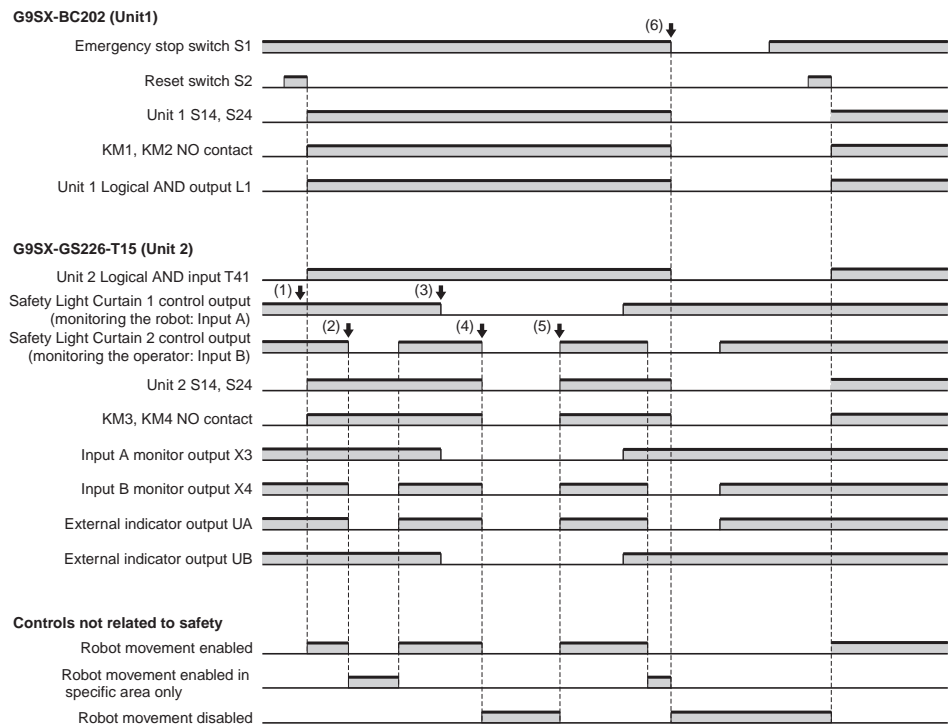 G9SX-BC202 (Unit1)
(6)
Emergency stop switch S1
Reset switch S2
Unit 1 S14, S24
KM1, KM2 NO contact
Unit 1 Logical AND output L1
G9SX-GS226-T15 (Unit 2)
Unit 2 Logical AND input T41
(1)
(3)
Safety Light Curtain 1 control output
(monitoring the robot: Input A)
(2)
(4)
(5)
Safety Light Curtain 2 control output
(monitoring the operator: Input B)
Unit 2 S14, S24
KM3, KM4 NO contact
Input A monitor output X3
Input B monitor output X4
External indicator output UA
External indicator output UB
Controls not related to safety
Robot movement enabled
Robot movement enabled in
specific area only
Robot movement disabled